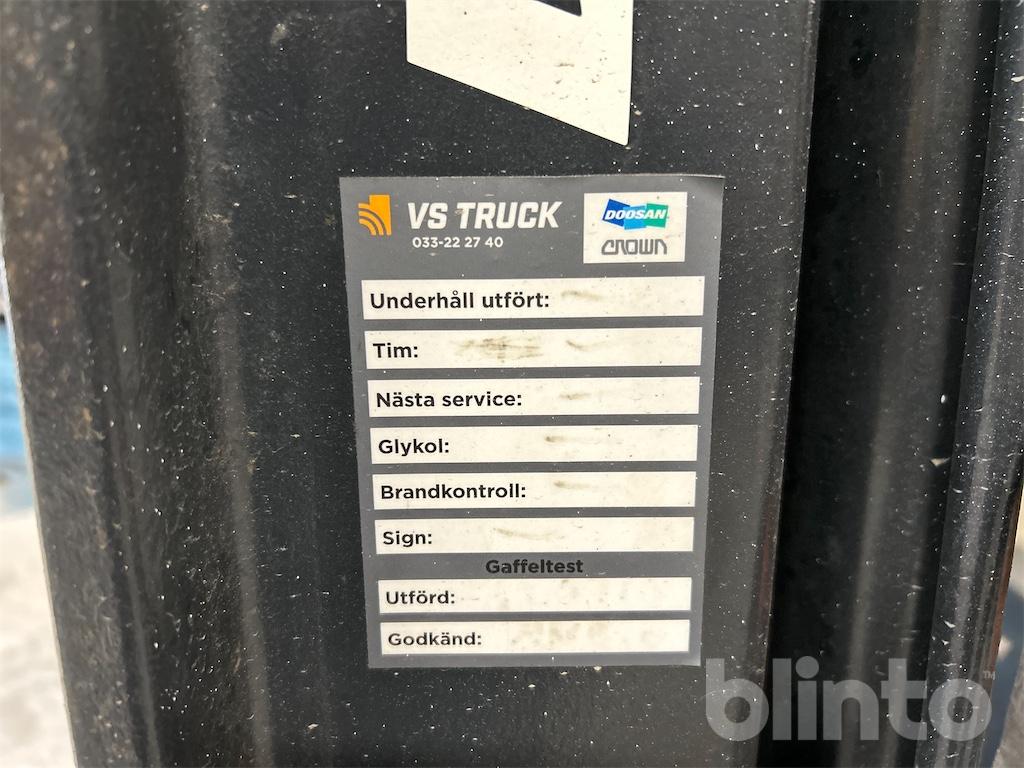 VS TRUCK
033-22 27 40
DOOSAN
CROWN
Underhåll utfört:
Tim:
Nästa service:
Glykol:
Brandkontroll:
Sign:
Gaffeltest
Utförd:
Godkänd:
blinto™